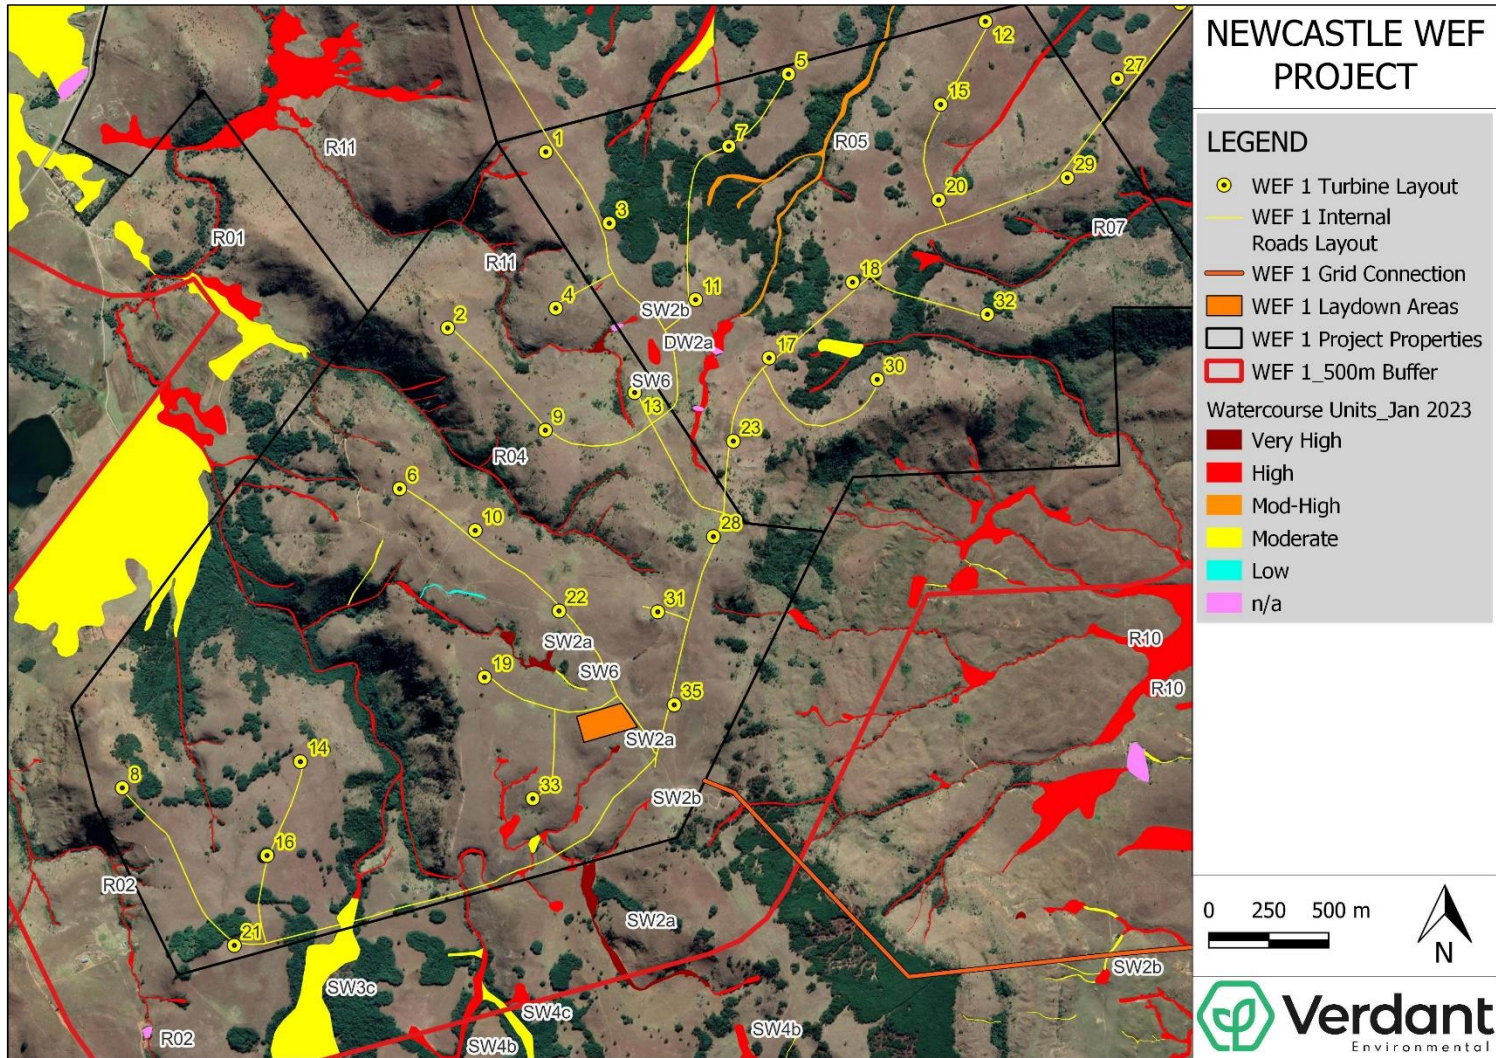 NEWCASTLE WEF
PROJECT
LEGEND
WEF 1 Turbine Layout
WEF 1 Internal
Roads Layout
WEF 1 Grid Connection
WEF 1 Laydown Areas
WEF 1 Project Properties
WEF 1_500m Buffer
Watercourse Units_Jan 2023
Very High
High
Mod-High
Moderate
Low
n/a
0 250 500 m
N
Verdant
Environmental
12
5
27
15
7
1
R05
R11
29
20
3
R07
R01
R11
18
11
4
SW2b
32
2
DW2a
17
30
SW6
13
9
23
R04
6
10
28
22
31
R10
SW2a
19
SW6
R10
35
SW2a
14
8
33
SW2b
16
R02
SW2a
21
SW2b
SW3c
SW4c
R02
SW4b
SW4b